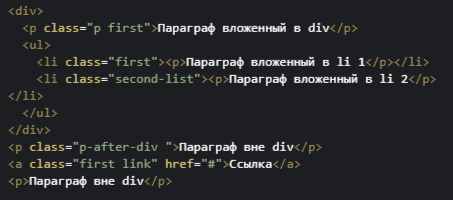 <div>
<p class="p first">Параграф вложенный в div</p>
<ul>
<li class="first"><p>Параграф вложенный в li 1</p></li>
<li class="second-list"><p>Параграф вложенный в li 2</p>
</li>
</ul>
</div>
<p class="p-after-div ">Параграф вне div</p>
<a class="first link" href="#">Ссылка</a>
<p>Параграф вне div</p>